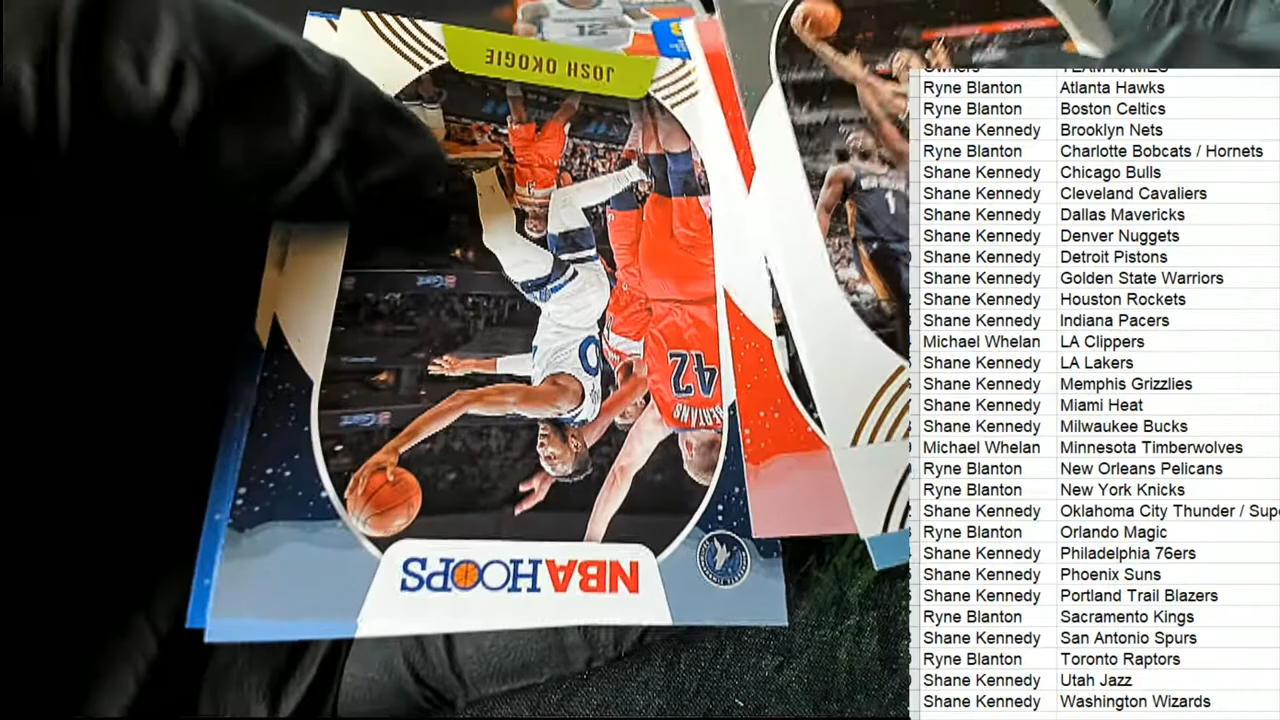 JOSH OKOGIE
12
1
0
42
BERTANS
NBA HOOPS
Owners TEAM NAMES
Ryne Blanton Atlanta Hawks
Ryne Blanton Boston Celtics
Shane Kennedy Brooklyn Nets
Ryne Blanton Charlotte Bobcats / Hornets
Shane Kennedy Chicago Bulls
Shane Kennedy Cleveland Cavaliers
Shane Kennedy Dallas Mavericks
Shane Kennedy Denver Nuggets
Shane Kennedy Detroit Pistons
Shane Kennedy Golden State Warriors
Shane Kennedy Houston Rockets
Shane Kennedy Indiana Pacers
Michael Whelan LA Clippers
Shane Kennedy LA Lakers
Shane Kennedy Memphis Grizzlies
Shane Kennedy Miami Heat
Shane Kennedy Milwaukee Bucks
Michael Whelan Minnesota Timberwolves
Ryne Blanton New Orleans Pelicans
Ryne Blanton New York Knicks
Shane Kennedy Oklahoma City Thunder / Sup
Ryne Blanton Orlando Magic
Shane Kennedy Philadelphia 76ers
Shane Kennedy Phoenix Suns
Shane Kennedy Portland Trail Blazers
Ryne Blanton Sacramento Kings
Shane Kennedy San Antonio Spurs
Ryne Blanton Toronto Raptors
Shane Kennedy Utah Jazz
Shane Kennedy Washington Wizards